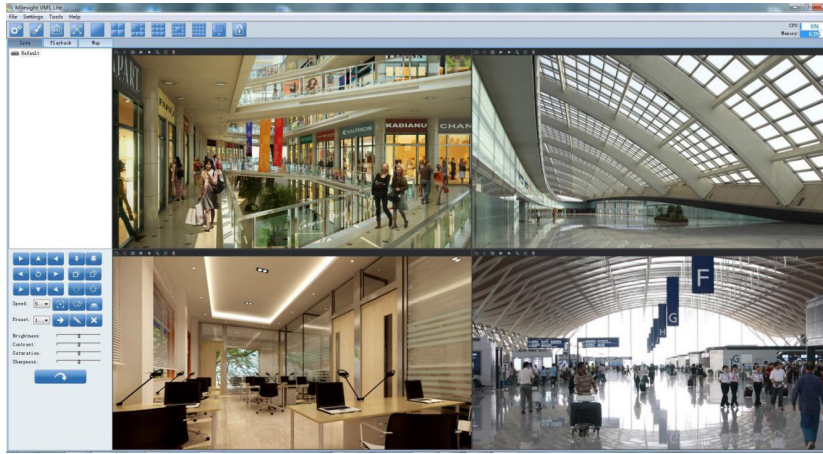 Milesight VMS Lite
File Settings Tools Help
CPU
Memory
Live Playback Map
Default
KADIANU
CHAN
F
G
H
G
Speed:
Preset:
Brightness:
Contrast:
Saturation:
Sharpness: